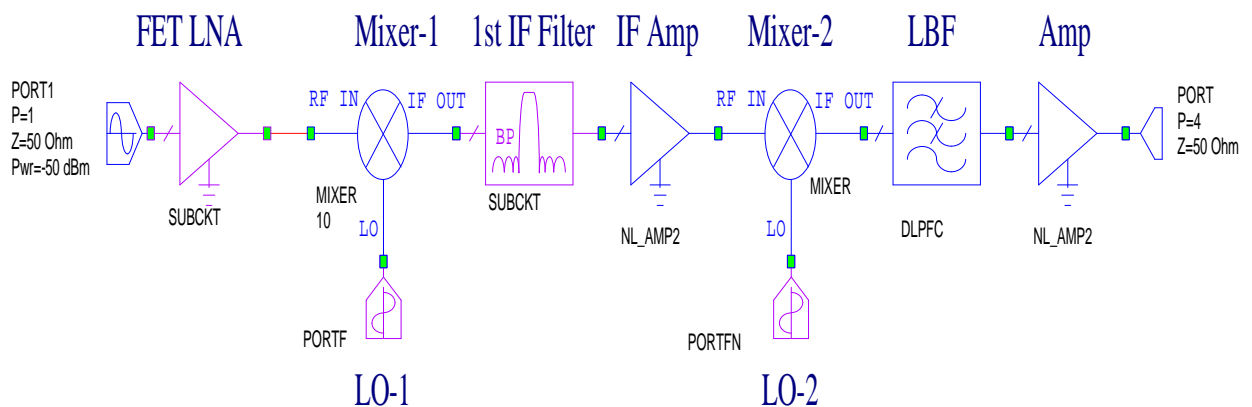 FET LNA
Mixer-1
1st IF Filter
IF Amp
Mixer-2
LBF
Amp
PORT1
P=1
Z=50 Ohm
Pwr=-50 dBm
SUBCKT
RF IN
IF OUT
MIXER
10
LO
PORTF
LO-1
BP
SUBCKT
NL_AMP2
RF IN
IF OUT
MIXER
LO
PORTFN
LO-2
DLPFC
NL_AMP2
PORT
P=4
Z=50 Ohm